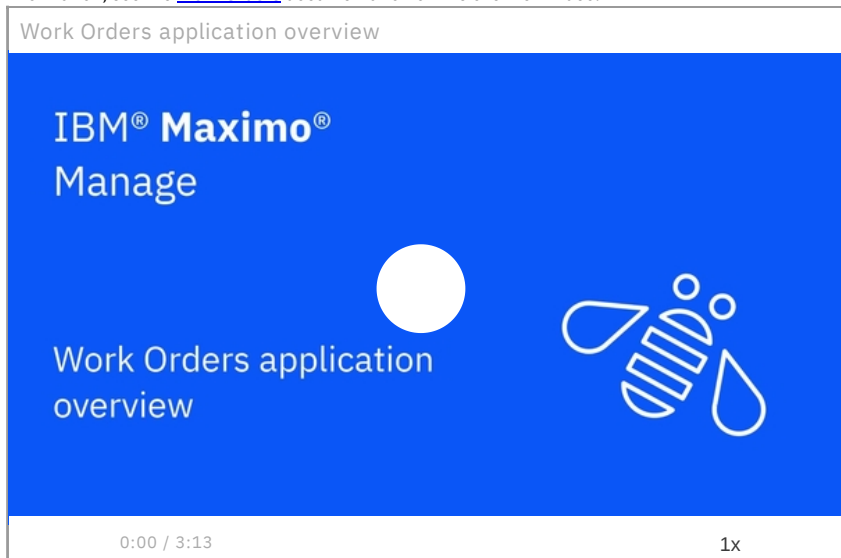 Work Orders application overview
IBM® Maximo®
Manage
Work Orders application
overview
0:00 / 3:13
1x